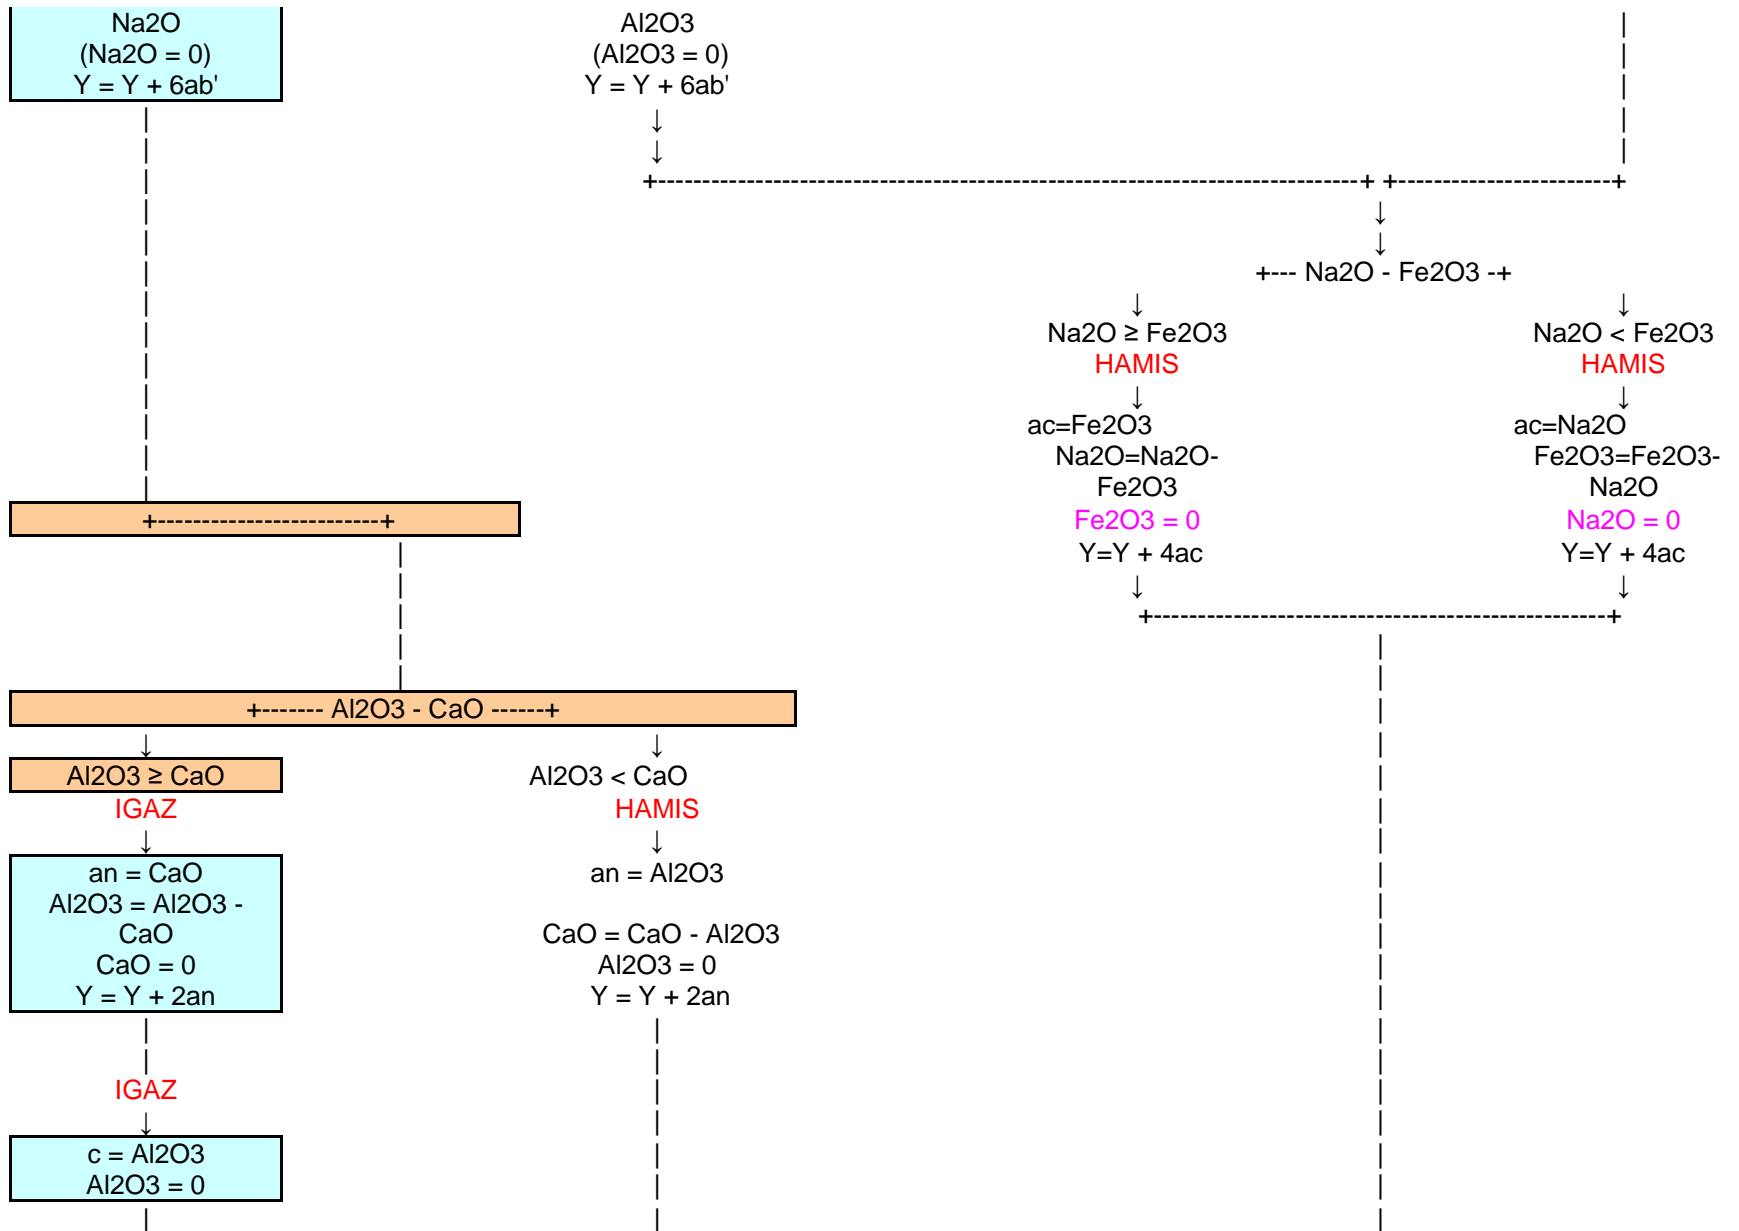 Na2O
(Na2O = 0)
Y = Y + 6ab'
Al2O3
(Al2O3 = 0)
Y = Y + 6ab'
↓
↓
+-----------------------------------------------------------------------------------+ +--------------------------+
↓
↓
+--- Na2O - Fe2O3 -+
↓ ↓
Na2O ≥ Fe2O3
HAMIS
↓
ac=Fe2O3
Na2O=Na2O-
Fe2O3
Fe2O3 = 0
Y=Y + 4ac
↓
Na2O < Fe2O3
HAMIS
↓
ac=Na2O
Fe2O3=Fe2O3-
Na2O
Na2O = 0
Y=Y + 4ac
↓
+---------------------------------------------------+
+-------------------------+
+------- Al2O3 - CaO ------+
↓ ↓
Al2O3 ≥ CaO
IGAZ
↓
an = CaO
Al2O3 = Al2O3 -
CaO
CaO = 0
Y = Y + 2an
IGAZ
↓
c = Al2O3
Al2O3 = 0
Al2O3 < CaO
HAMIS
↓
an = Al2O3
CaO = CaO - Al2O3
Al2O3 = 0
Y = Y + 2an